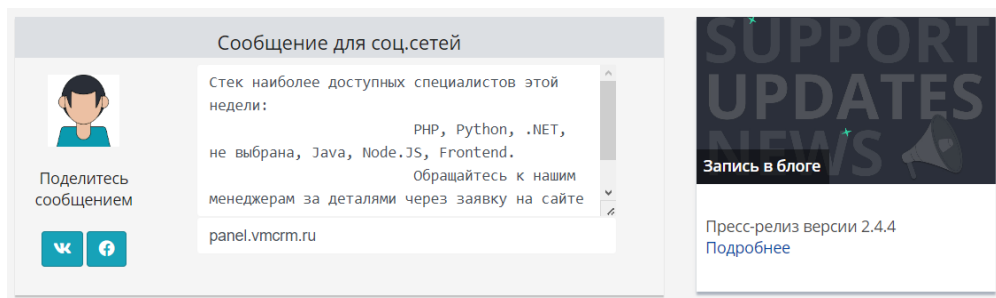 Сообщение для соц.сетей
Стек наиболее доступных специалистов этой
недели:
PHP, Python, .NET,
не выбрана, Java, Node.JS, Frontend.
Обращайтесь к нашим
менеджерам за деталями через заявку на сайте
panel.vmcrm.ru
Поделитесь
сообщением
SUPPORT
UPDATES
NEWS
Запись в блоге
Пресс-релиз версии 2.4.4
Подробнее